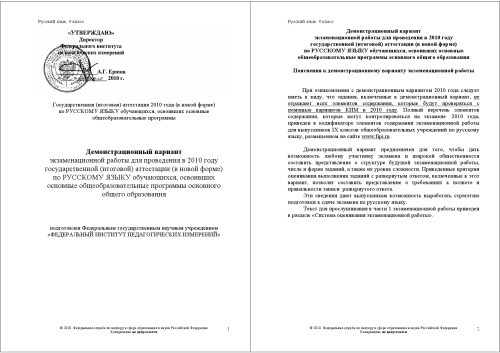 Русский язык. 9 класс
«УТВЕРЖДАЮ»
Директор
Федерального института
педагогических измерений
А.Г. Ершов
2010 г.
Государственная (итоговая) аттестация 2010 года (в новой форме)
по РУССКОМУ ЯЗЫКУ обучающихся, освоивших основные
общеобразовательные программы
Демонстрационный вариант
экзаменационной работы для проведения в 2010 году
государственной (итоговой) аттестации (в новой форме)
по РУССКОМУ ЯЗЫКУ обучающихся, освоивших
основные общеобразовательные программы основного
общего образования
подготовлен Федеральным государственным научным учреждением
«ФЕДЕРАЛЬНЫЙ ИНСТИТУТ ПЕДАГОГИЧЕСКИХ ИЗМЕРЕНИЙ»
© 2010 Федеральная служба по надзору в сфере образования и науки Российской Федерации
Копирование не допускается
1
Русский язык. 9 класс
Демонстрационный вариант
экзаменационной работы для проведения в 2010 году
государственной (итоговой) аттестации (в новой форме)
по РУССКОМУ ЯЗЫКУ обучающихся, освоивших основные
общеобразовательные программы основного общего образования
Пояснения к демонстрационному варианту экзаменационной работы
При ознакомлении с демонстрационным вариантом 2010 года следует
иметь в виду, что задания, включённые в демонстрационный вариант, не
отражают всех элементов содержания, которые будут проверяться с
помощью вариантов КИМ в 2010 году. Полный перечень элементов
содержания, которые могут контролироваться на экзамене 2010 года,
приведен в кодификаторе элементов содержания экзаменационной работы
для выпускников IX классов общеобразовательных учреждений по русскому
языку, размещенном на сайте www.fipi.ru.
Демонстрационный вариант предназначен для того, чтобы дать
возможность любому участнику экзамена и широкой общественности
составить представление о структуре будущей экзаменационной работы,
числе и форме заданий, а также их уровне сложности. Приведенные критерии
оценивания выполнения заданий с развернутым ответом, включенные в этот
вариант, позволят составить представление о требованиях к полноте и
правильности записи развернутого ответа.
Эти сведения дают выпускникам возможность выработать стратегию
подготовки к сдаче экзамена по русскому языку.
Текст для прослушивания в части 1 экзаменационной работы приведен
в разделе «Система оценивания экзаменационной работы».
© 2010 Федеральная служба по надзору в сфере образования и науки Российской Федерации
Копирование не допускается
2